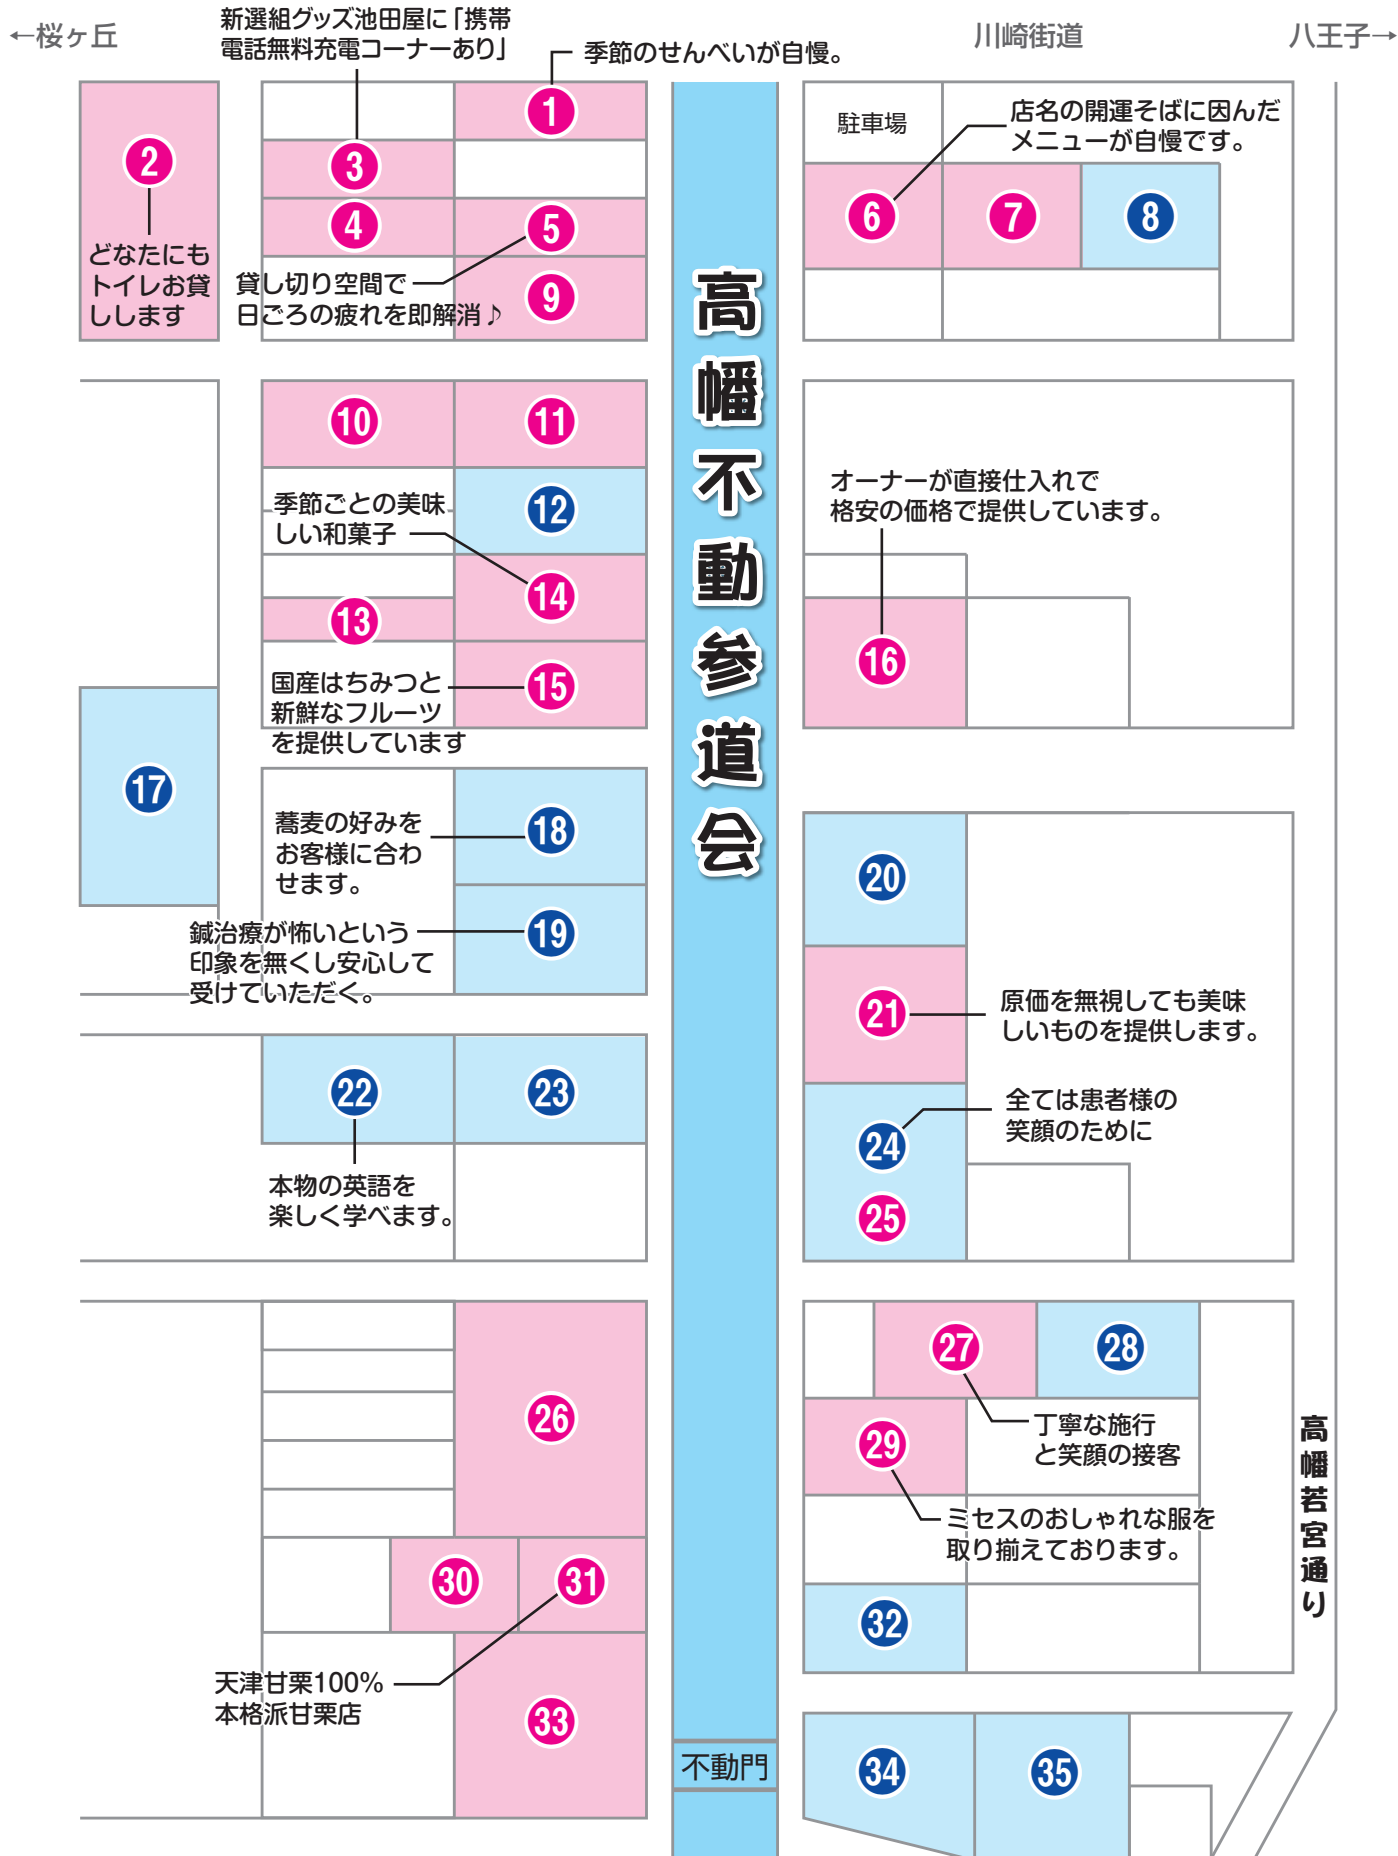 ←桜ヶ丘
新選組グッズ池田屋に「携帯
電話無料充電コーナーあり」
季節のせんべいが自慢。
川崎街道
八王子→
1
2
どなたにも
トイレお貸
しします
3
4
5
貸し切り空間で
日ごろの疲れを即解消♪
9
駐車場
店名の開運そばに因んだ
メニューが自慢です。
6
7
8
高幡不動参道会
10
11
12
季節ごとの美味
しい和菓子
14
13
15
国産はちみつと
新鮮なフルーツ
を提供しています
オーナーが直接仕入れで
格安の価格で提供しています。
16
17
18
蕎麦の好みを
お客様に合わ
せます。
19
鍼治療が怖いという
印象を無くし安心して
受けていただく。
20
21
原価を無視しても美味
しいものを提供します。
22
23
本物の英語を
楽しく学べます。
24
全ては患者様の
笑顔のために
25
26
27
28
丁寧な施行
と笑顔の接客
29
ミセスのおしゃれな服を
取り揃えております。
高幡若宮通り
30
31
天津甘栗100%
本格派甘栗店
32
33
不動門
34
35